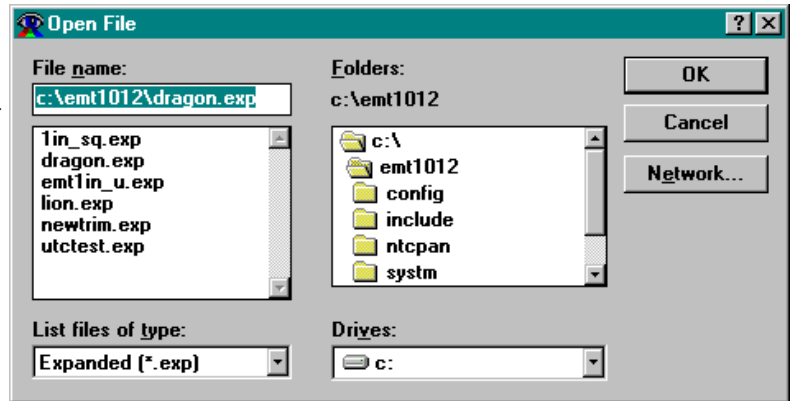 Open File
File name:
c:\emt1012\dragon.exp
1in_sq.exp
dragon.exp
emt1in_u.exp
lion.exp
newtrim.exp
utctest.exp
List files of type:
Expanded (*.exp)
Folders:
c:\emt1012
c:\
emt1012
config
include
ntcpan
systm
Drives:
c:
OK
Cancel
Network...